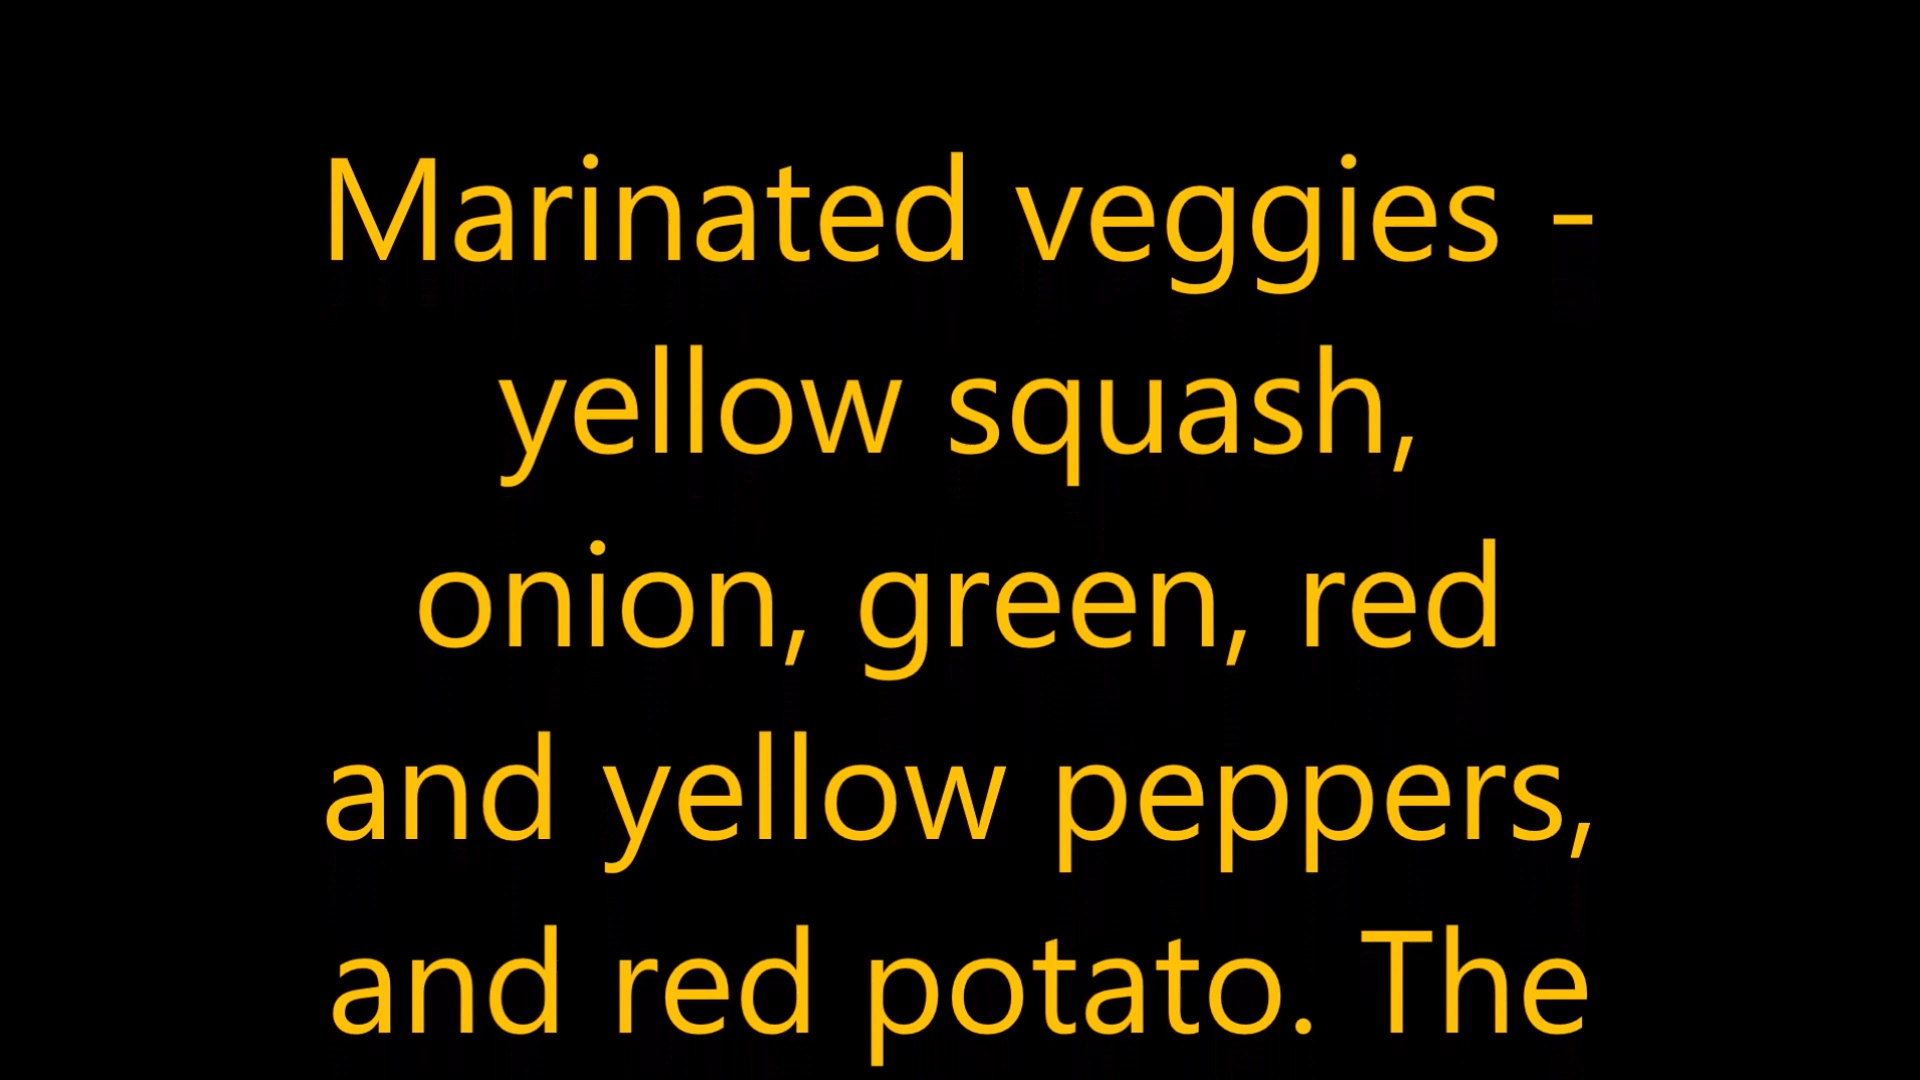 Marinated veggies -
yellow squash,
onion, green, red
and yellow peppers,
and red potato. The